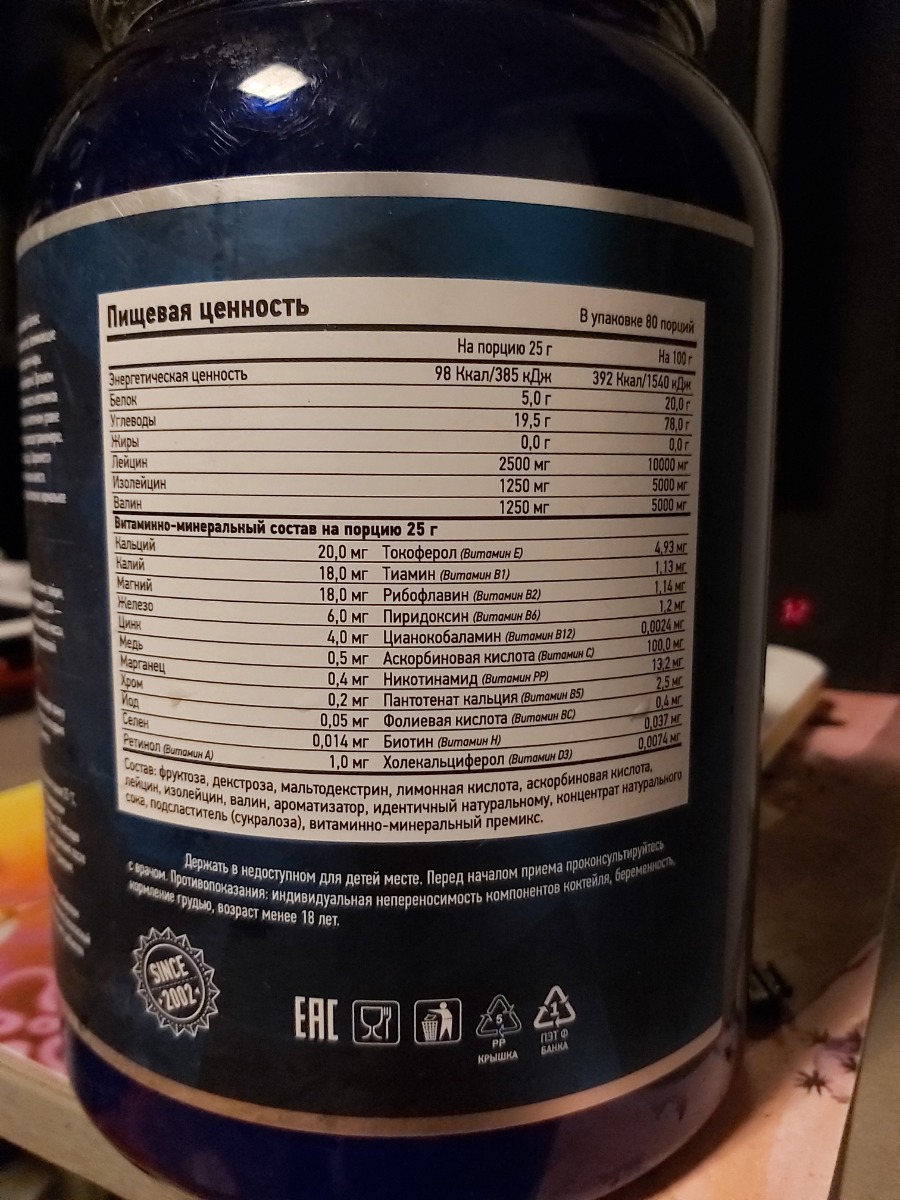 Пищевая ценность
В упаковке 80 порций
На порцию 25 г На 100 г
Энергетическая ценность 98 Ккал/385 кДж 392 Ккал/1540 кДж
Белок 5,0 г 20,0 г
Углеводы 19,5 г 78,0 г
Жиры 0,0 г 0,0 г
Лейцин 2500 мг 10000 мг
Изолейцин 1250 мг 5000 мг
Валин 1250 мг 5000 мг
Витаминно-минеральный состав на порцию 25 г
Кальций 20,0 мг Токоферол (Витамин E) 4,93 мг
Калий 18,0 мг Тиамин (Витамин B1) 1,13 мг
Магний 18,0 мг Рибофлавин (Витамин B2) 1,14 мг
Железо 6,0 мг Пиридоксин (Витамин B6) 1,2 мг
Цинк 4,0 мг Цианокобаламин (Витамин B12) 0,0024 мг
Медь 0,5 мг Аскорбиновая кислота (Витамин C) 100,0 мг
Марганец 0,4 мг Никотинамид (Витамин PP) 13,2 мг
Хром 0,2 мг Пантотенат кальция (Витамин B5) 2,5 мг
Йод 0,05 мг Фолиевая кислота (Витамин BC) 0,4 мг
Селен 0,014 мг Биотин (Витамин H) 0,037 мг
Ретинол (Витамин A) 1,0 мг Холекальциферол (Витамин D3) 0,0074 мг
Состав: фруктоза, декстроза, мальтодекстрин, лимонная кислота, аскорбиновая кислота,
лейцин, изолейцин, валин, ароматизатор, идентичный натуральному, концентрат натурального
сока, подсластитель (сукралоза), витаминно-минеральный премикс.
Держать в недоступном для детей месте. Перед началом приема проконсультируйтесь
с врачом. Противопоказания: индивидуальная непереносимость компонентов коктейля, беременность,
кормление грудью, возраст менее 18 лет.
SINCE
2002
EAC
5
PP
КРЫШКА
1
ПЭТ Ф
БАНКА